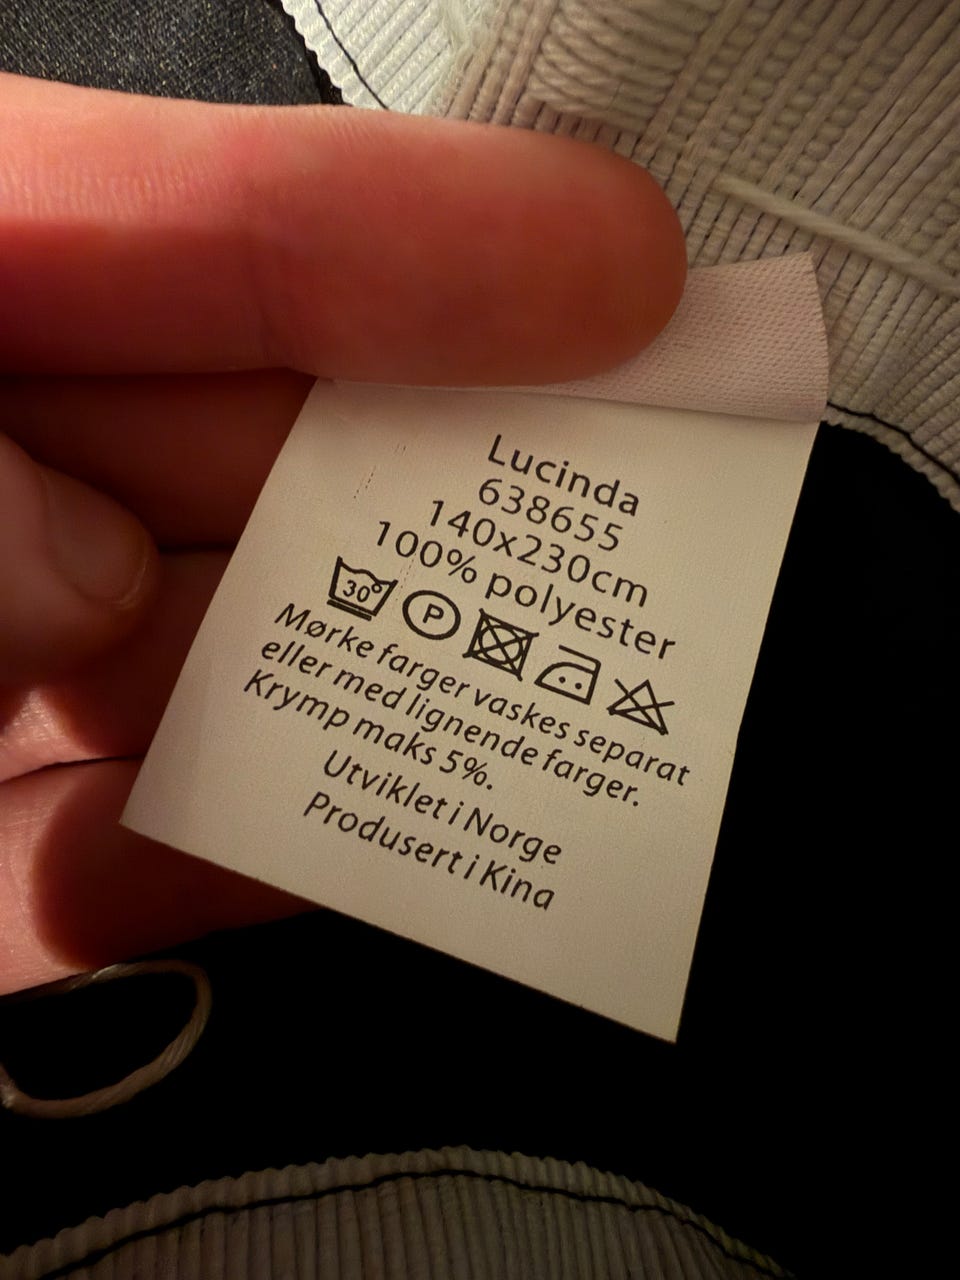 Lucinda
638655
140x230cm
100% polyester
30° P
Mørke farger vaskes separat
eller med lignende farger.
Krymp maks 5%.
Utviklet i Norge
Produsert i Kina